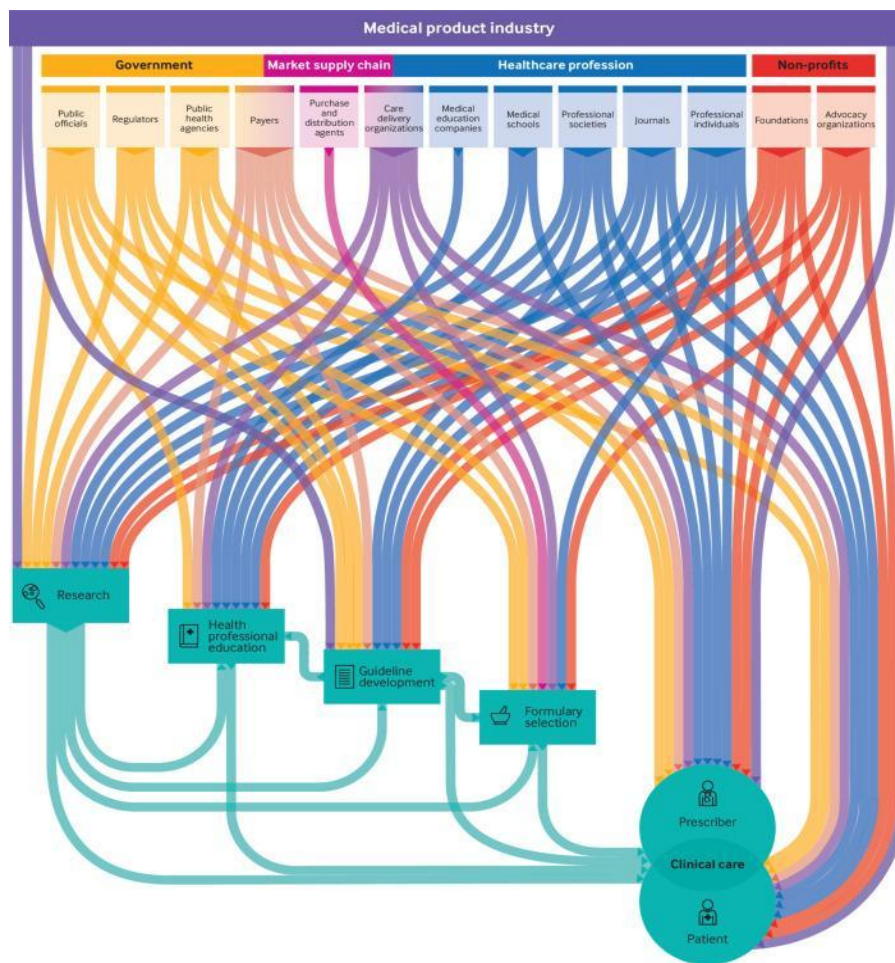 Medical product industry
Government
Market supply chain
Healthcare profession
Non-profits
Public
officials
Regulators
Public
health
agencies
Payers
Purchase
and
distribution
agents
Care
delivery
organizations
Medical
education
companies
Medical
schools
Professional
societies
Journals
Professional
individuals
Foundations
Advocacy
organizations
Research
Health
professional
education
Guideline
development
Formulary
selection
Prescriber
Clinical care
Patient